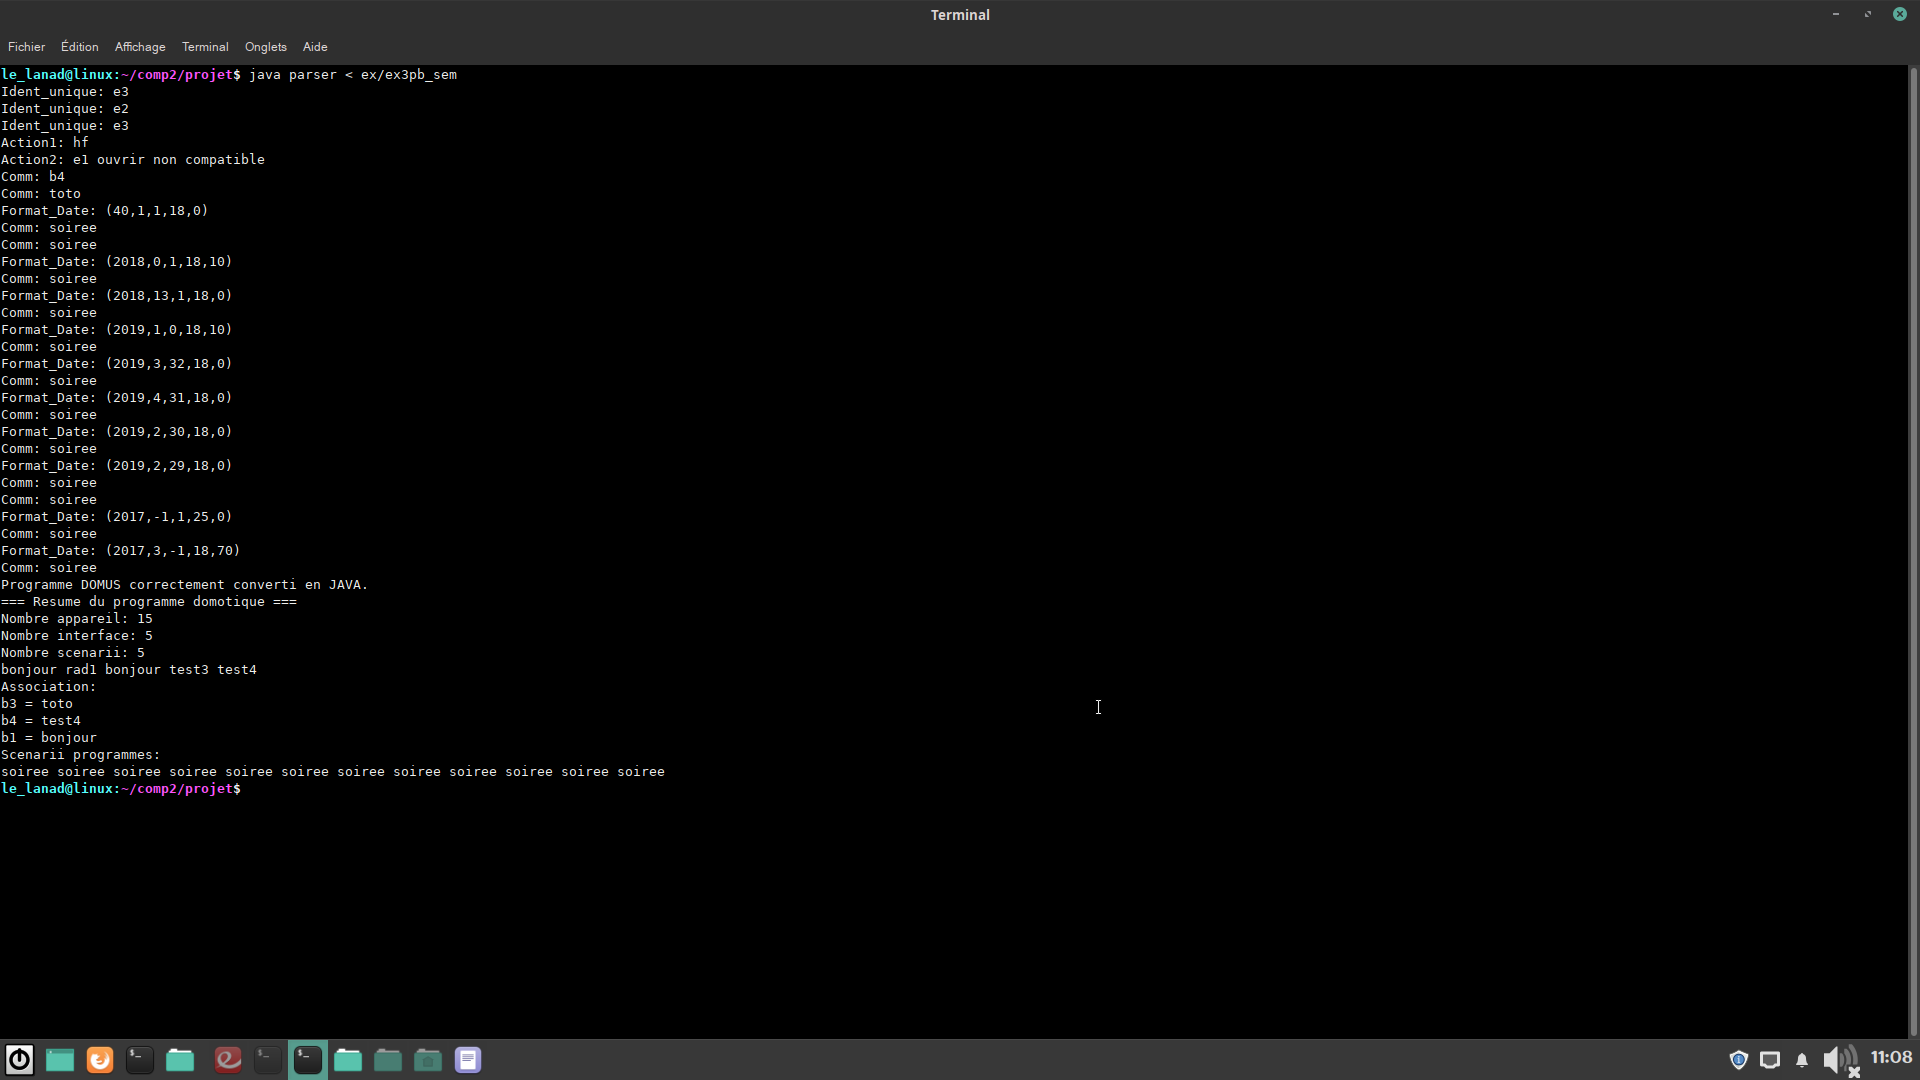 Terminal
Fichier Édition Affichage Terminal Onglets Aide
le_lanad@linux:~/comp2/projet$ java parser < ex/ex3pb_sem
Ident_unique: e3
Ident_unique: e2
Ident_unique: e3
Action1: hf
Action2: e1 ouvrir non compatible
Comm: b4
Comm: toto
Format_Date: (40,1,1,18,0)
Comm: soiree
Comm: soiree
Format_Date: (2018,0,1,18,10)
Comm: soiree
Format_Date: (2018,13,1,18,0)
Comm: soiree
Format_Date: (2019,1,0,18,10)
Comm: soiree
Format_Date: (2019,3,32,18,0)
Comm: soiree
Format_Date: (2019,4,31,18,0)
Comm: soiree
Format_Date: (2019,2,30,18,0)
Comm: soiree
Format_Date: (2019,2,29,18,0)
Comm: soiree
Comm: soiree
Format_Date: (2017,-1,1,25,0)
Comm: soiree
Format_Date: (2017,3,-1,18,70)
Comm: soiree
Programme DOMUS correctement converti en JAVA.
=== Resume du programme domotique ===
Nombre appareil: 15
Nombre interface: 5
Nombre scenarii: 5
bonjour rad1 bonjour test3 test4
Association:
b3 = toto
b4 = test4
b1 = bonjour
Scenarii programmes:
soiree soiree soiree soiree soiree soiree soiree soiree soiree soiree soiree soiree
le_lanad@linux:~/comp2/projet$
11:08